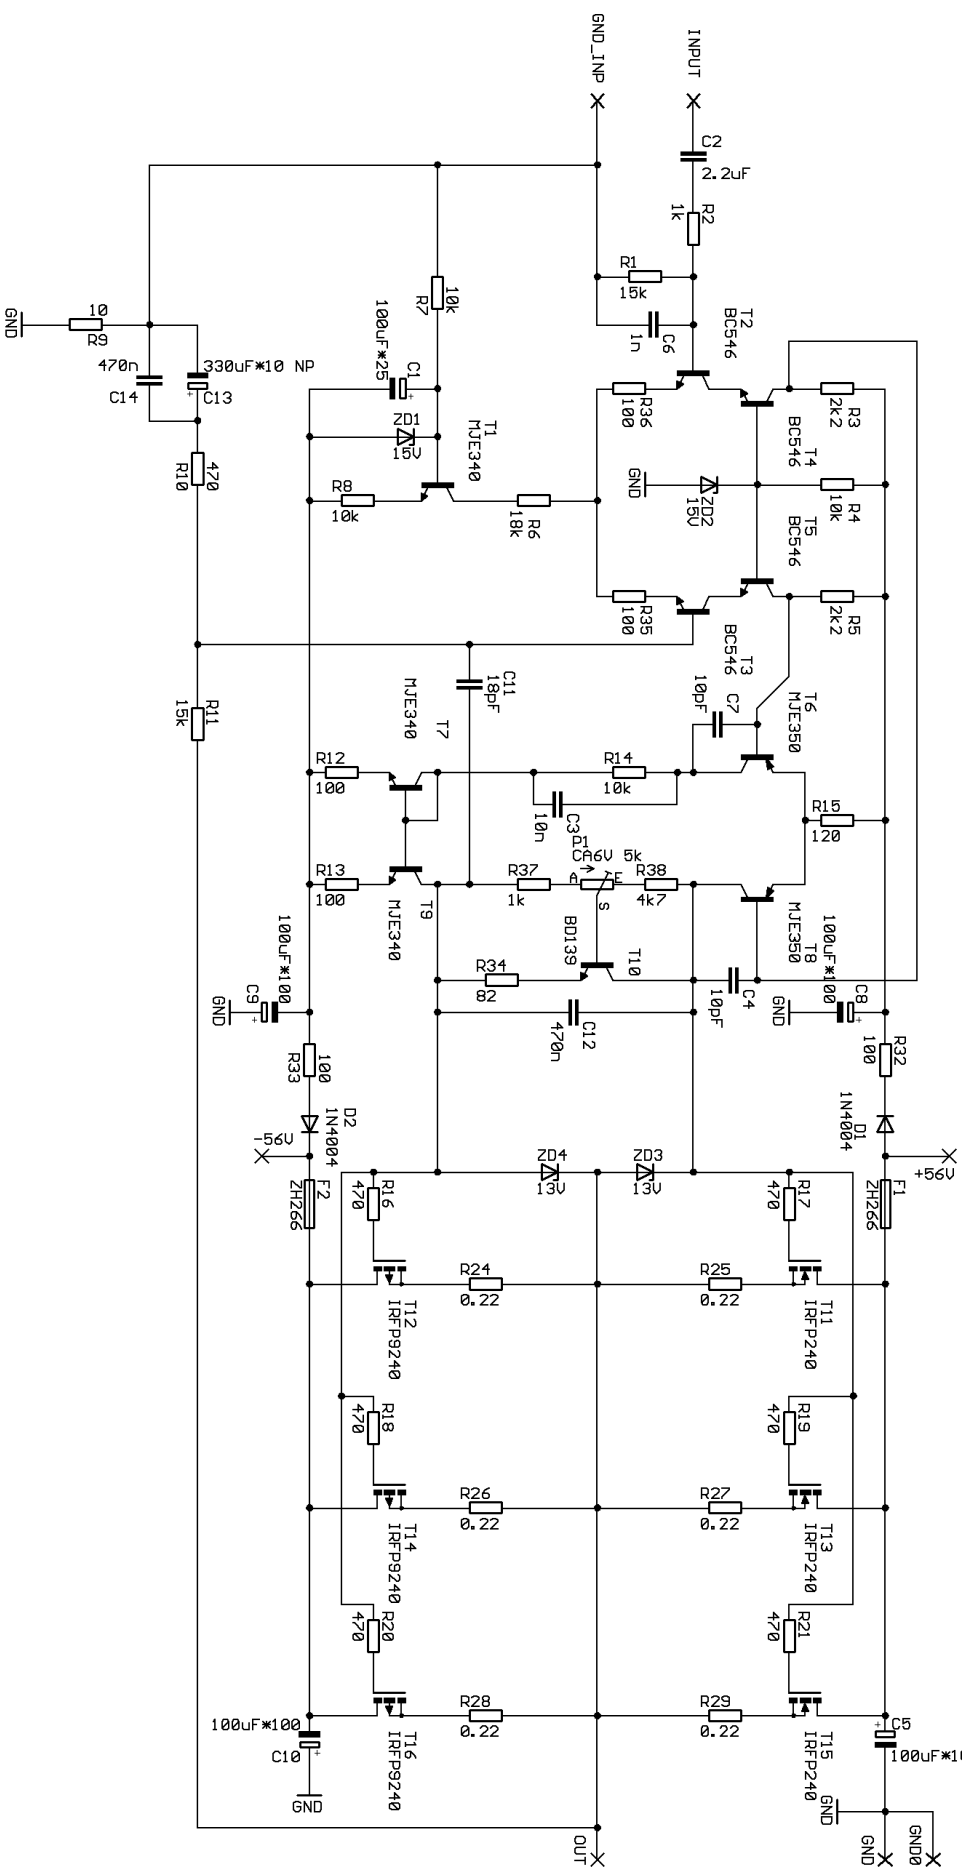 GND_INP
INPUT
C2
2.2uF
R2
1k
R1
15k
C6
1n
T2
BC546
R7
10k
C1
100uF*25
GND
10
R9
470n
C14
330uF*10 NP
C13
R10
470
ZD1
15V
T1
MJE340
R8
10k
R6
18k
R36
100
GND
ZD2
15V
T4
BC546
R3
2k2
R4
10k
T5
BC546
R35
100
T3
BC546
R5
2k2
R11
15k
C11
18pF
MJE340
T7
C7
10pF
T6
MJE350
R12
100
R14
10k
C3
10n
R15
120
P1
CA6V 5k
A
E
S
R13
100
R37
1k
R38
4k7
MJE340
T9
BD139
T10
MJE350
T8
R34
82
C4
10pF
C12
470n
100uF*100
C9
GND
100uF*100
C8
GND
R33
100
R32
100
D2
1N4004
D1
1N4004
-56V
+56V
F2
ZH266
F1
ZH266
ZD4
13V
ZD3
13V
R16
470
R17
470
T12
IRFP9240
R24
0.22
R25
0.22
T11
IRFP240
R18
470
R19
470
T14
IRFP9240
R26
0.22
R27
0.22
T13
IRFP240
R20
470
R21
470
T16
IRFP9240
R28
0.22
R29
0.22
T15
IRFP240
100uF*100
C10
GND
C5
100uF*1
GND
OUT
GND
GND0